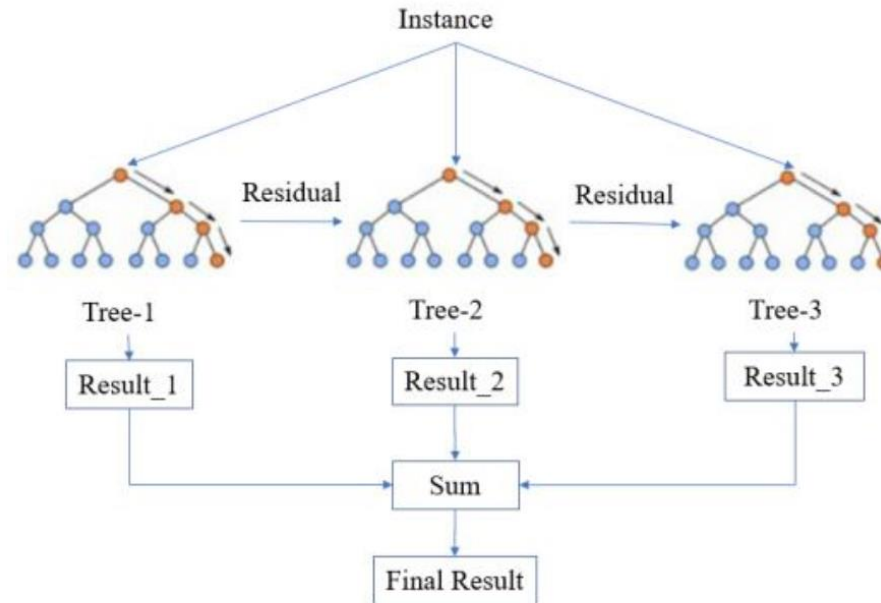 Instance
Residual
Residual
Tree-1
Tree-2
Tree-3
Result_1
Result_2
Result_3
Sum
Final Result